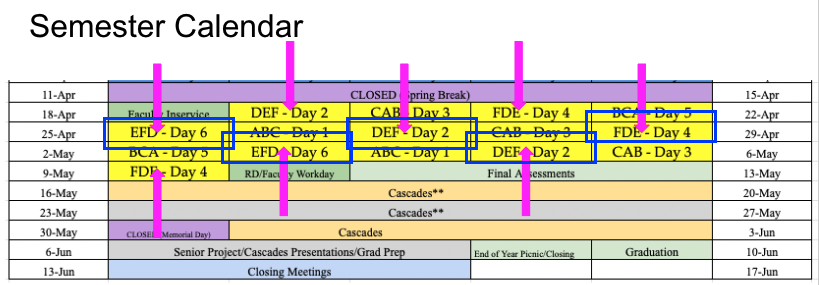 Semester Calendar
11-Apr CLOSED (Spring Break) 15-Apr
18-Apr Faculty Inservice DEF - Day 2 CAB - Day 3 FDE - Day 4 BCA - Day 5 22-Apr
25-Apr EFD - Day 6 ABC - Day 1 DEF - Day 2 CAB - Day 3 FDE - Day 4 29-Apr
2-May BCA - Day 5 EFD - Day 6 ABC - Day 1 DEF - Day 2 CAB - Day 3 6-May
9-May FDE - Day 4 RD/Faculty Workday Final Assessments 13-May
16-May Cascades** 20-May
23-May Cascades** 27-May
30-May CLOSED (Memorial Day) Cascades 3-Jun
6-Jun Senior Project/Cascades Presentations/Grad Prep End of Year Picnic/Closing Graduation 10-Jun
13-Jun Closing Meetings 17-Jun